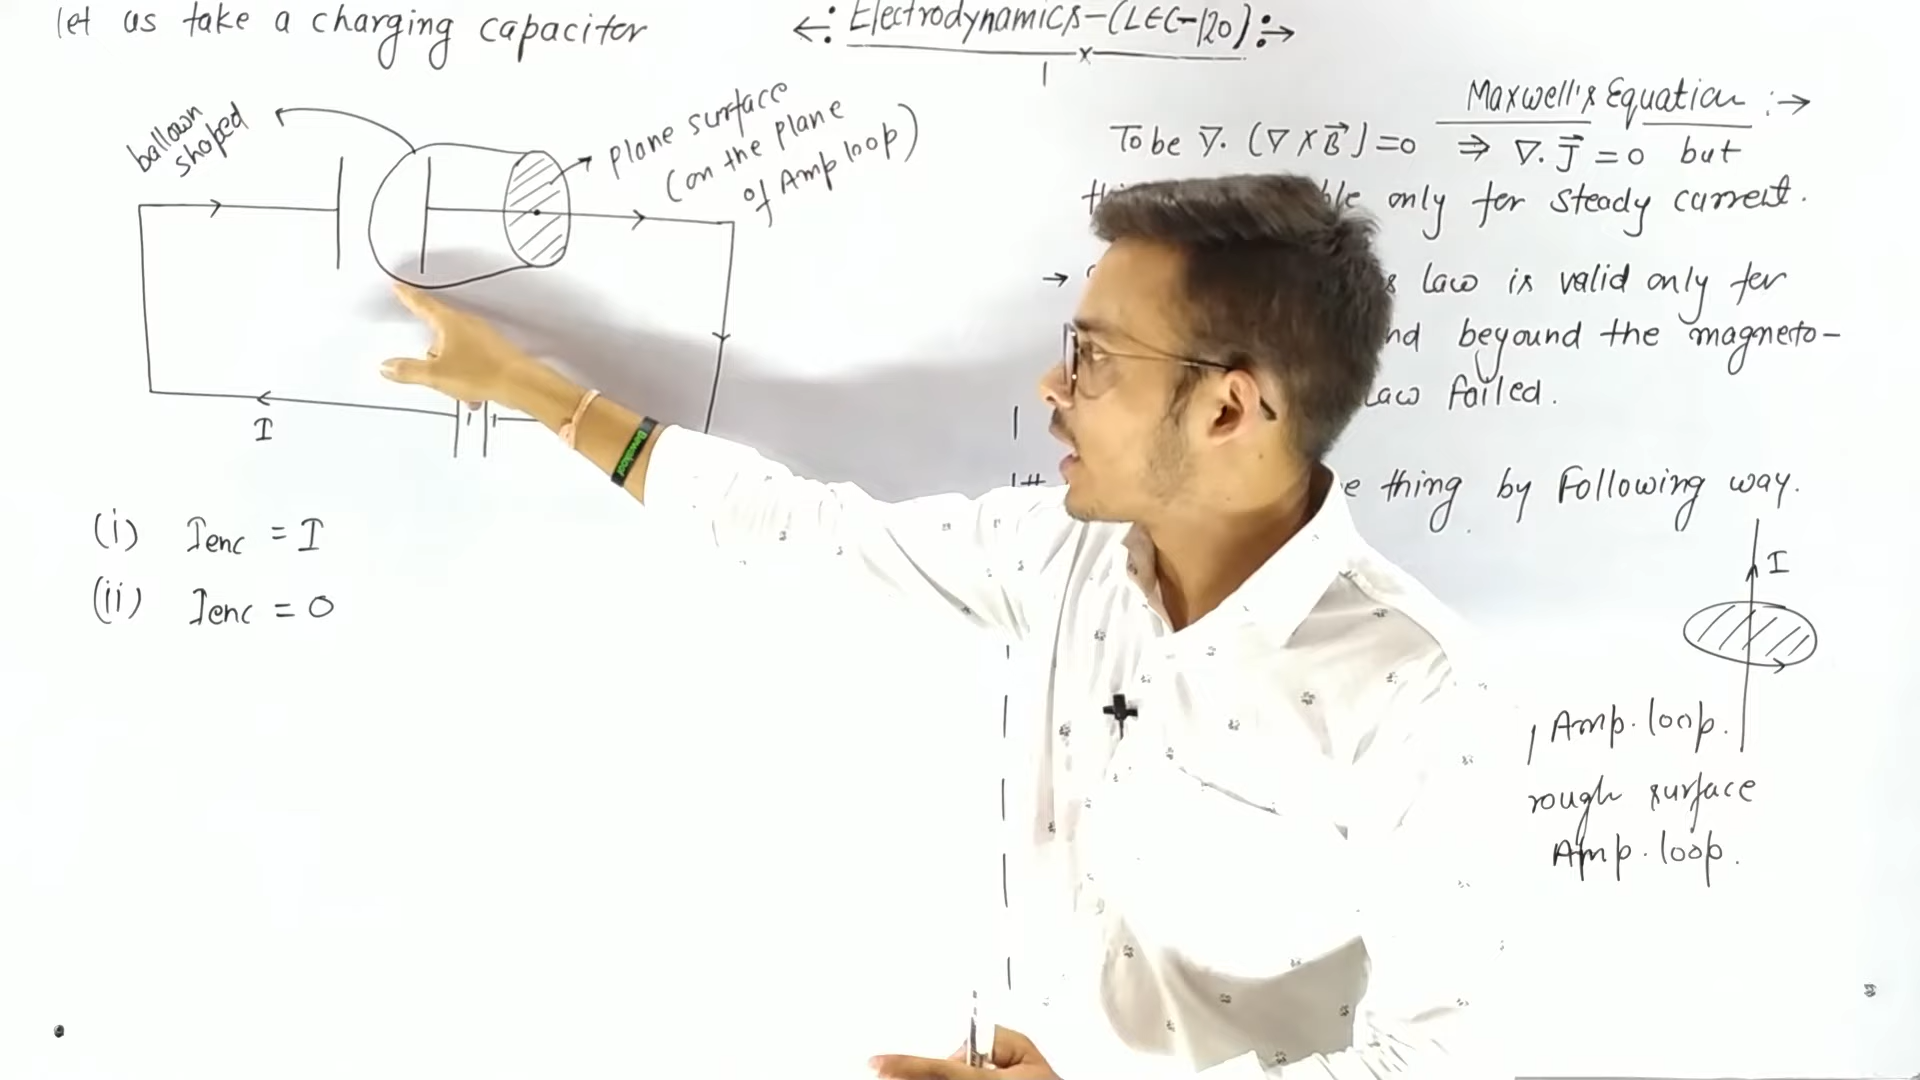 let us take a charging capacitor
ballown
shaped
plane surface
(on the plane
of Amp loop)
I
(i) Ienc = I
(ii) Ienc = 0
←: Electrodynamics-(LEC-120) :→
x
Maxwell's Equation :→
To be ∇. (∇ × B⃗) = 0 ⇒ ∇. J⃗ = 0 but
only for steady current.
→ law is valid only for
beyound the magneto-
failed.
thing by following way.
I
Amp. loop.
rough surface
Amp. loop.